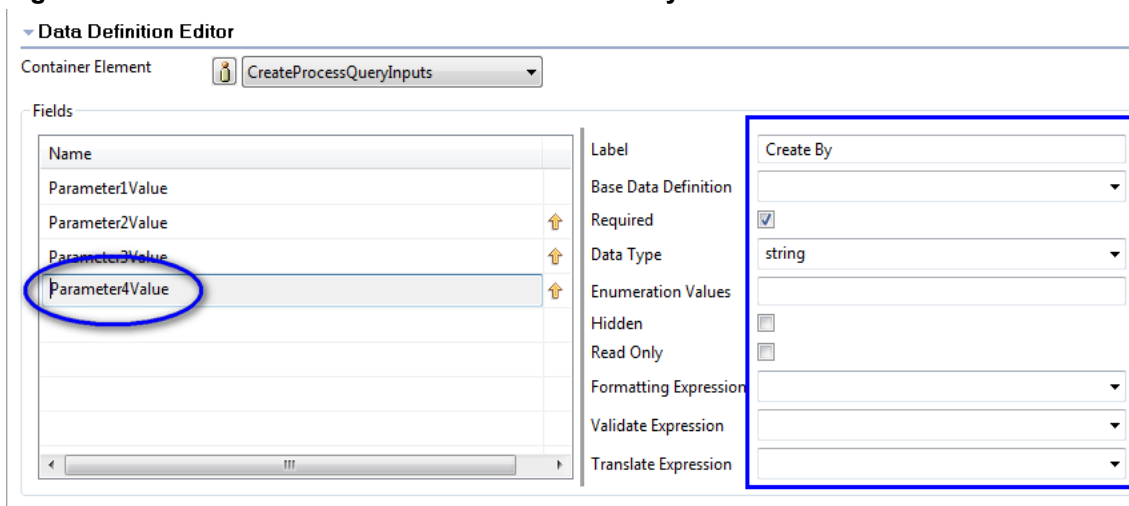 Data Definition Editor
Container Element CreateProcessQueryInputs
Fields
Name
Parameter1Value
Parameter2Value
Parameter3Value
Parameter4Value
Label Create By
Base Data Definition
Required
Data Type string
Enumeration Values
Hidden
Read Only
Formatting Expression
Validate Expression
Translate Expression